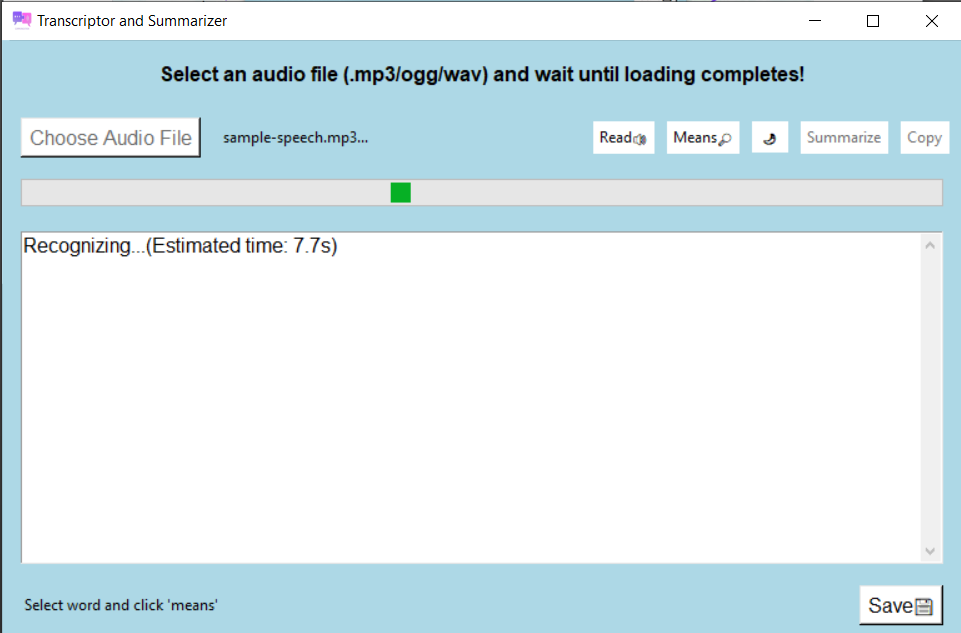 Transcriptor and Summarizer
Select an audio file (.mp3/ogg/wav) and wait until loading completes!
Choose Audio File sample-speech.mp3... Read Means Summarize Copy
Recognizing...(Estimated time: 7.7s)
Select word and click 'means' Save